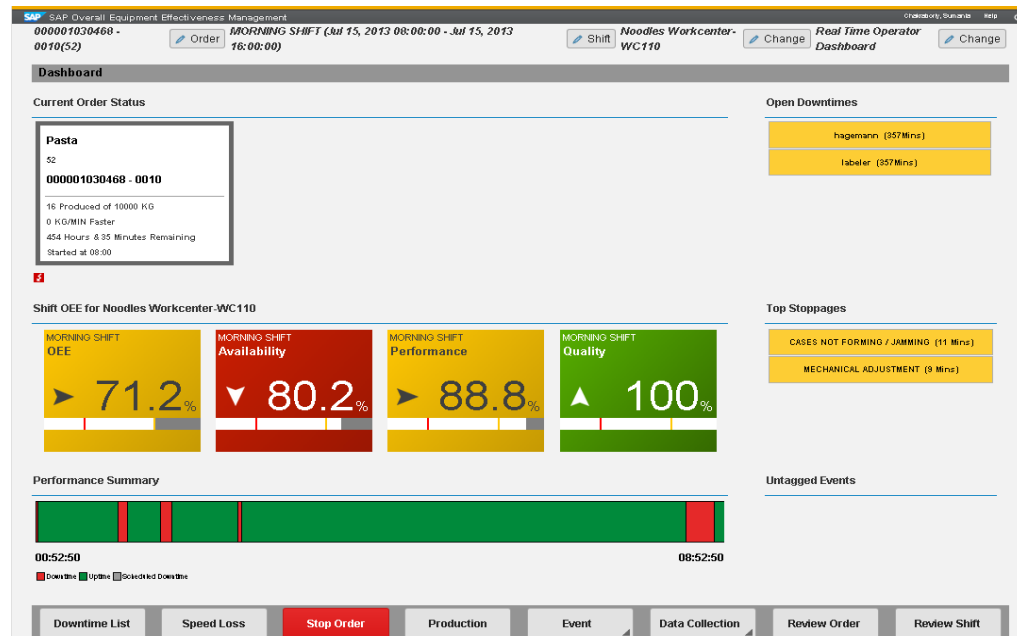 SAP SAP Overall Equipment Effectiveness Management
Chakraborty, Sumanta Help
000001030468 -
0010(52)
Order
MORNING SHIFT (Jul 15, 2013 08:00:00 - Jul 15, 2013
16:00:00)
Shift
Noodles Workcenter-
WC110
Change
Real Time Operator
Dashboard
Change
Dashboard
Current Order Status
Open Downtimes
Pasta
52
000001030468 - 0010
16 Produced of 10000 KG
0 KG/MIN Faster
454 Hours & 35 Minutes Remaining
Started at 08:00
hagemann (357Mins)
labeler (357Mins)
Shift OEE for Noodles Workcenter-WC110
Top Stoppages
MORNING SHIFT
OEE
71.2%
MORNING SHIFT
Availability
80.2%
MORNING SHIFT
Performance
88.8%
MORNING SHIFT
Quality
100%
CASES NOT FORMING / JAMMING (11 Mins)
MECHANICAL ADJUSTMENT (9 Mins)
Performance Summary
Untagged Events
00:52:50
08:52:50
Downtime Uptime Scheduled Downtime
Downtime List
Speed Loss
Stop Order
Production
Event
Data Collection
Review Order
Review Shift